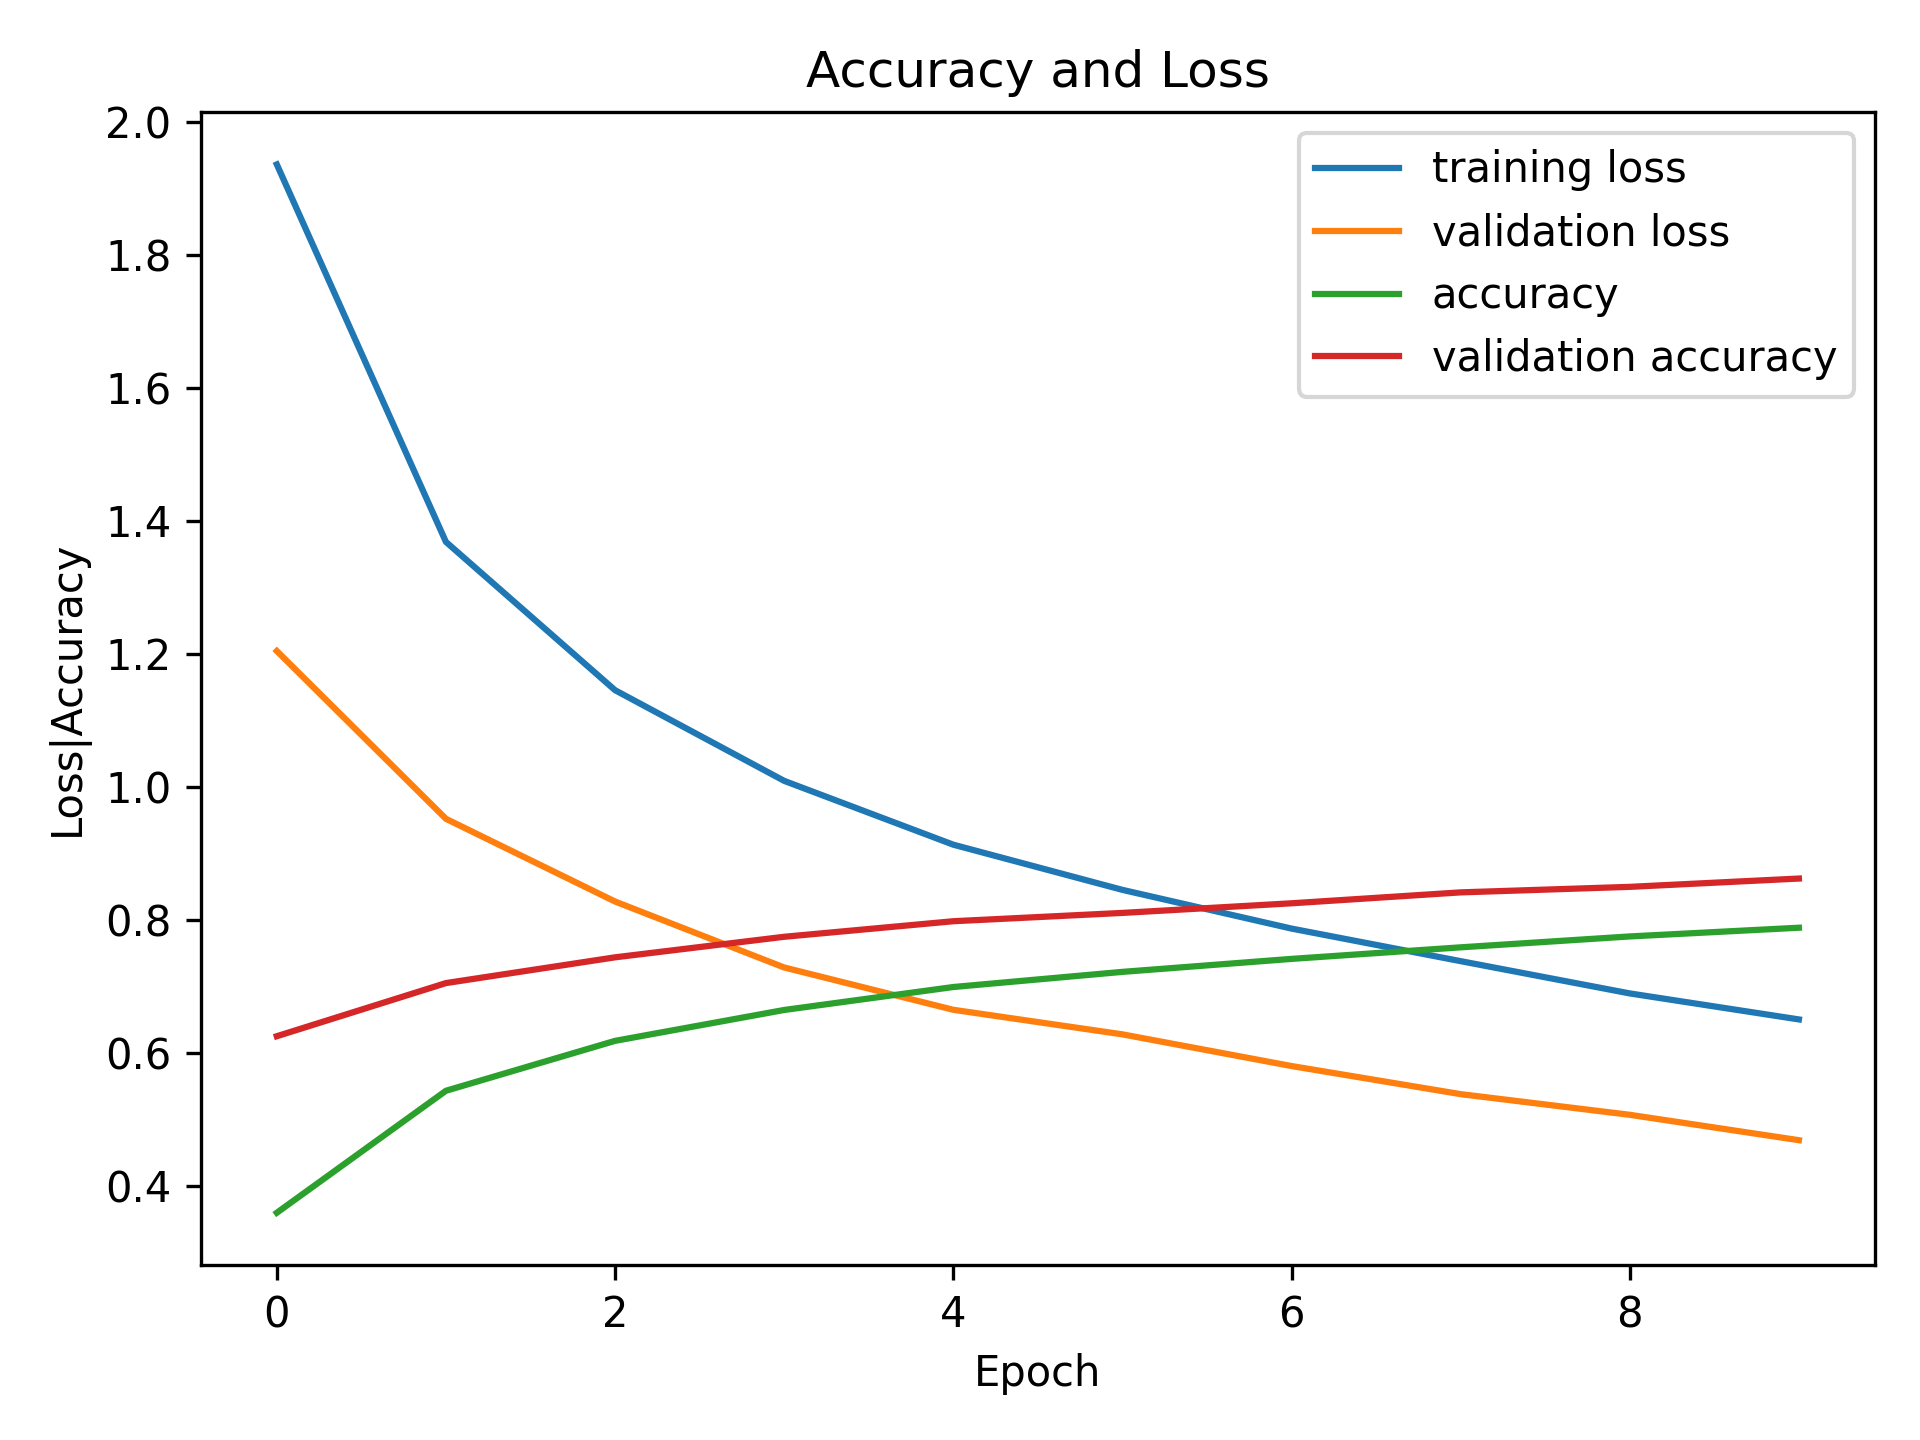 Accuracy and Loss
2.0
1.8
1.6
1.4
1.2
1.0
0.8
0.6
0.4
Loss|Accuracy
training loss
validation loss
accuracy
validation accuracy
0 2 4 6 8
Epoch